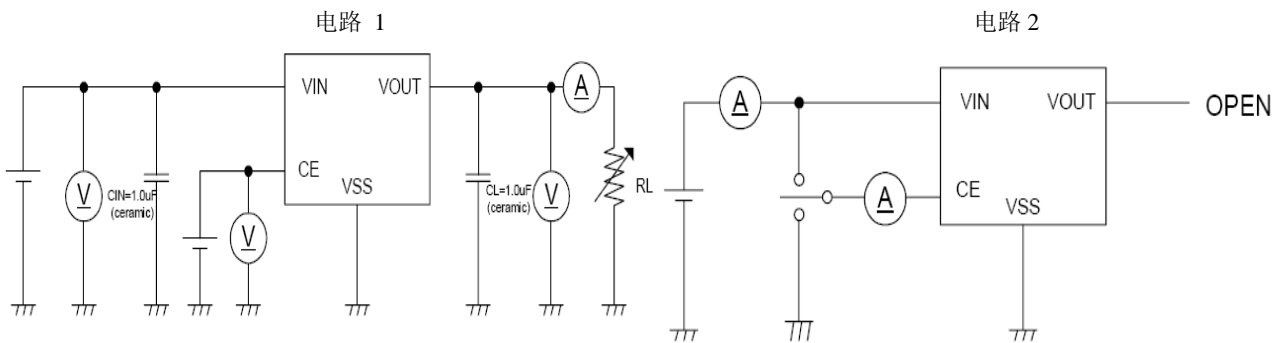 电路 1
VIN
VOUT
A
CE
VSS
V
CIN=1.0uF
(ceramic)
V
CL=1.0uF
(ceramic)
V
RL
电路 2
A
VIN
VOUT
OPEN
A
CE
VSS